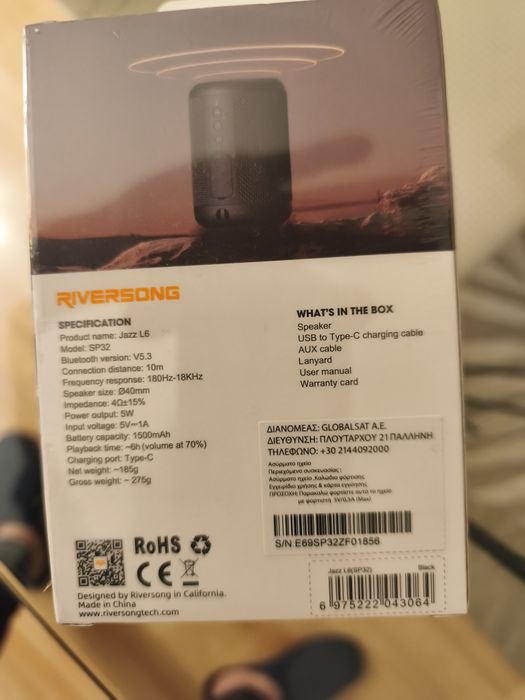 RIVERSONG
SPECIFICATION
Product name: Jazz L6
Model: SP32
Bluetooth version: V5.3
Connection distance: 10m
Frequency response: 180Hz-18KHz
Speaker size: Ø40mm
Impedance: 4Ω±15%
Power output: 5W
Input voltage: 5V⎓1A
Battery capacity: 1500mAh
Playback time: ~6h (volume at 70%)
Charging port: Type-C
Net weight: ~185g
Gross weight: ~ 275g
WHAT'S IN THE BOX
Speaker
USB to Type-C charging cable
AUX cable
Lanyard
User manual
Warranty card
ΔΙΑΝΟΜΕΑΣ: GLOBALSAT A.E.
ΔΙΕΥΘΥΝΣΗ: ΠΛΟΥΤΑΡΧΟΥ 21 ΠΑΛΛΗΝΗ
ΤΗΛΕΦΩΝΟ: +30 2144092000
Ασύρματο ηχείο
Περιεχόμενο συσκευασίας :
Ασύρματο ηχείο ,Καλώδιο φόρτισης
Εγχειρίδιο χρήσης & κάρτα εγγύησης
ΠΡΟΣΟΧΗ Παρακαλώ φορτίστε αυτό το ηχείο
με φορτιστή 5V/0.5A (Max)
S/N E69SP32ZF01856
RoHS
CE
Designed by Riversong in California.
Made in China
www.riversongtech.com
Jazz L6(SP32) Black
6 975222 043064